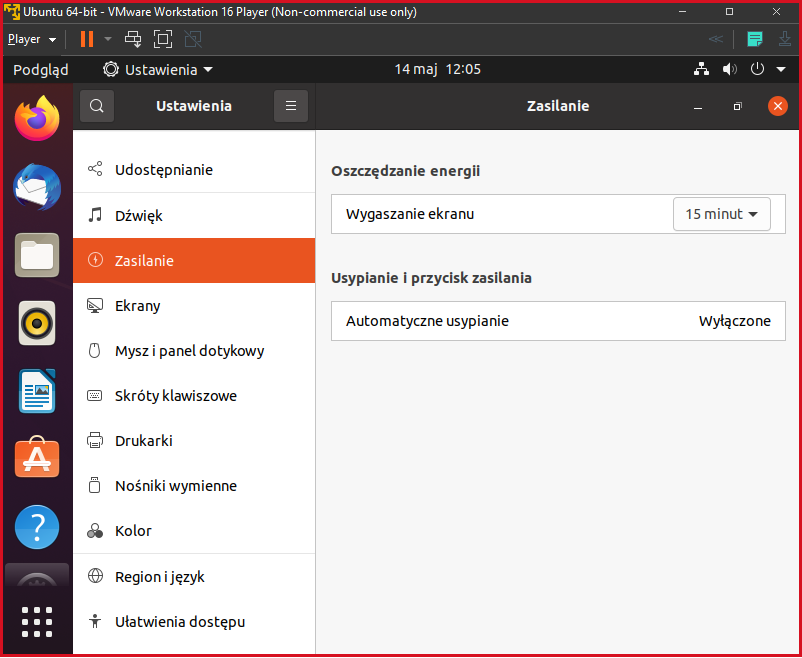 Ubuntu 64-bit - VMware Workstation 16 Player (Non-commercial use only)
Player
Podgląd Ustawienia 14 maj 12:05
Ustawienia
Zasilanie
Udostępnianie
Dźwięk
Zasilanie
Ekrany
Mysz i panel dotykowy
Skróty klawiszowe
Drukarki
Nośniki wymienne
Kolor
Region i język
Ułatwienia dostępu
Oszczędzanie energii
Wygaszanie ekranu 15 minut
Usypianie i przycisk zasilania
Automatyczne usypianie Wyłączone